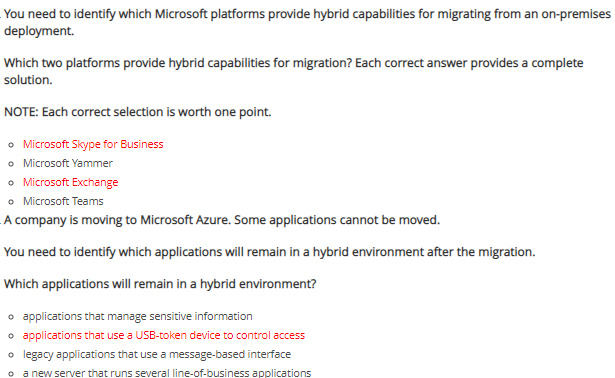 You need to identify which Microsoft platforms provide hybrid capabilities for migrating from an on-premises
deployment.
Which two platforms provide hybrid capabilities for migration? Each correct answer provides a complete
solution.
NOTE: Each correct selection is worth one point.
Microsoft Skype for Business
Microsoft Yammer
Microsoft Exchange
Microsoft Teams
A company is moving to Microsoft Azure. Some applications cannot be moved.
You need to identify which applications will remain in a hybrid environment after the migration.
Which applications will remain in a hybrid environment?
applications that manage sensitive information
applications that use a USB-token device to control access
legacy applications that use a message-based interface
a new server that runs several line-of-business applications